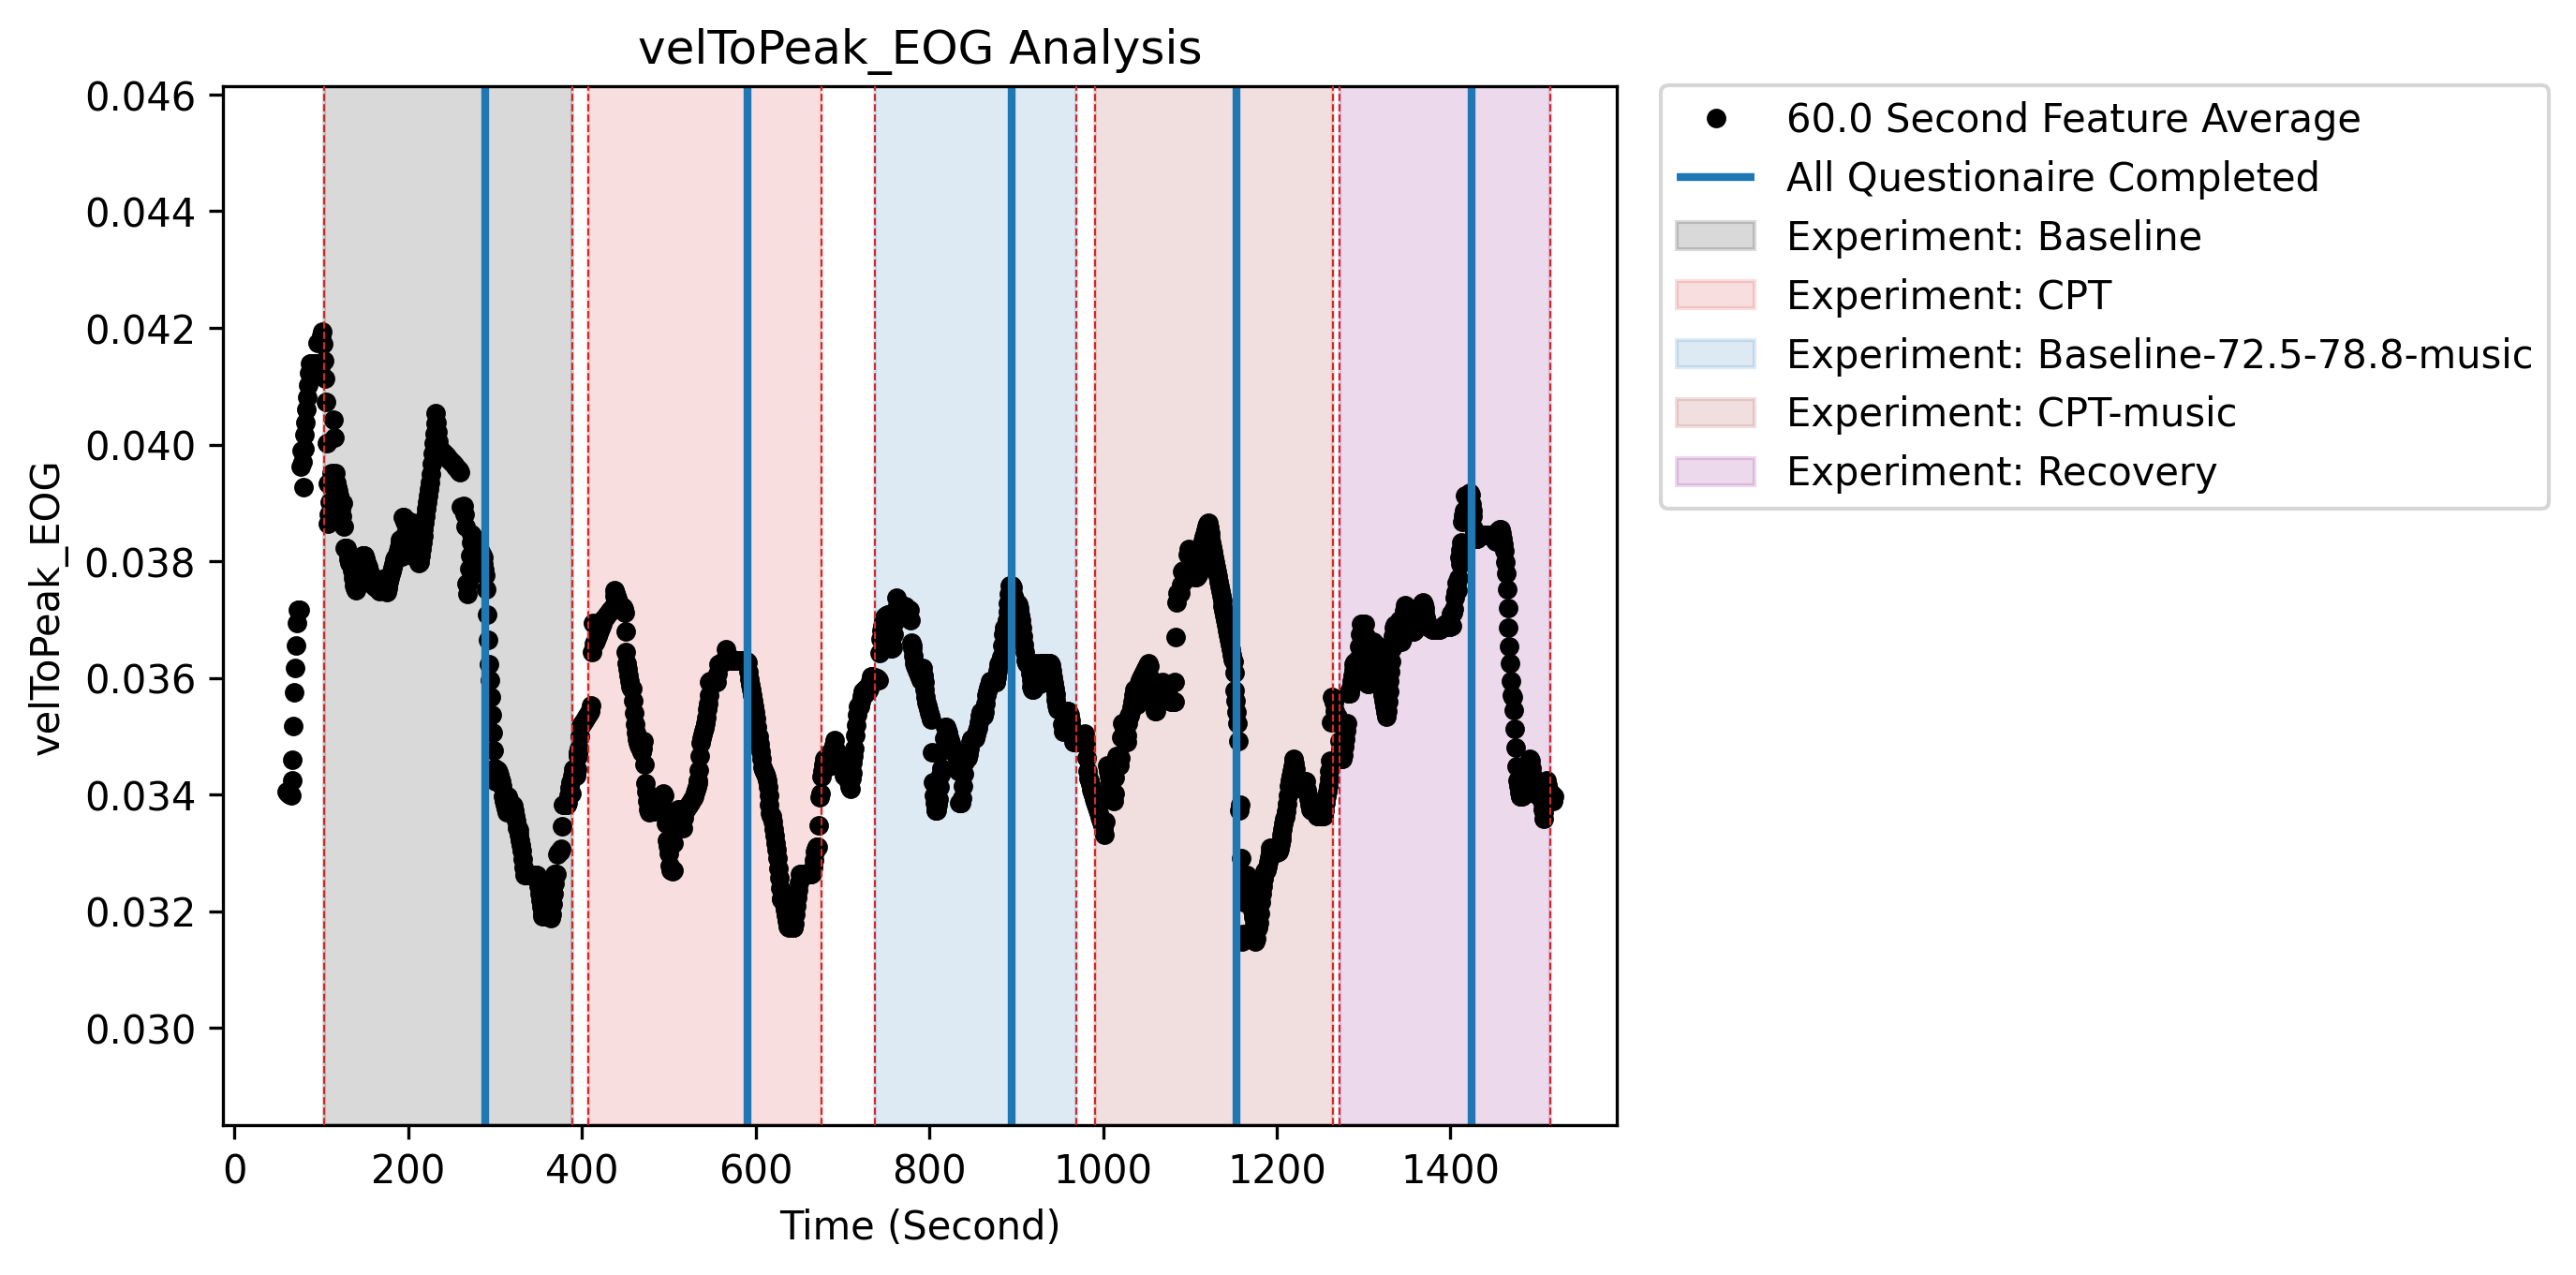 velToPeak_EOG Analysis
0.046
0.044
0.042
0.040
0.038
0.036
0.034
0.032
0.030
velToPeak_EOG
0 200 400 600 800 1000 1200 1400
Time (Second)
60.0 Second Feature Average
All Questionaire Completed
Experiment: Baseline
Experiment: CPT
Experiment: Baseline-72.5-78.8-music
Experiment: CPT-music
Experiment: Recovery